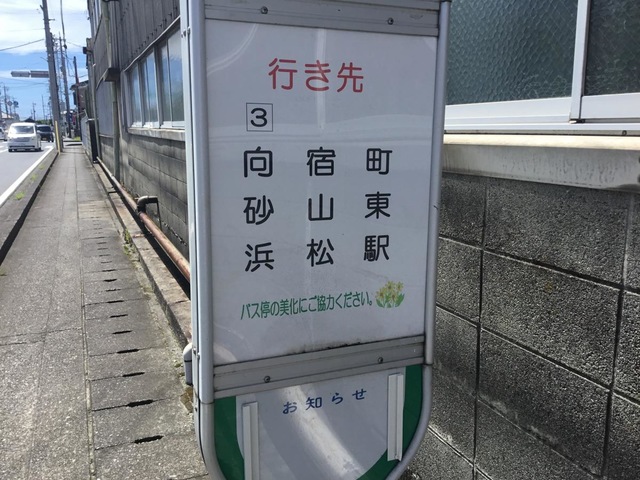 行き先
3
向宿町
砂山東
浜松駅
バス停の美化にご協力ください。
お知らせ